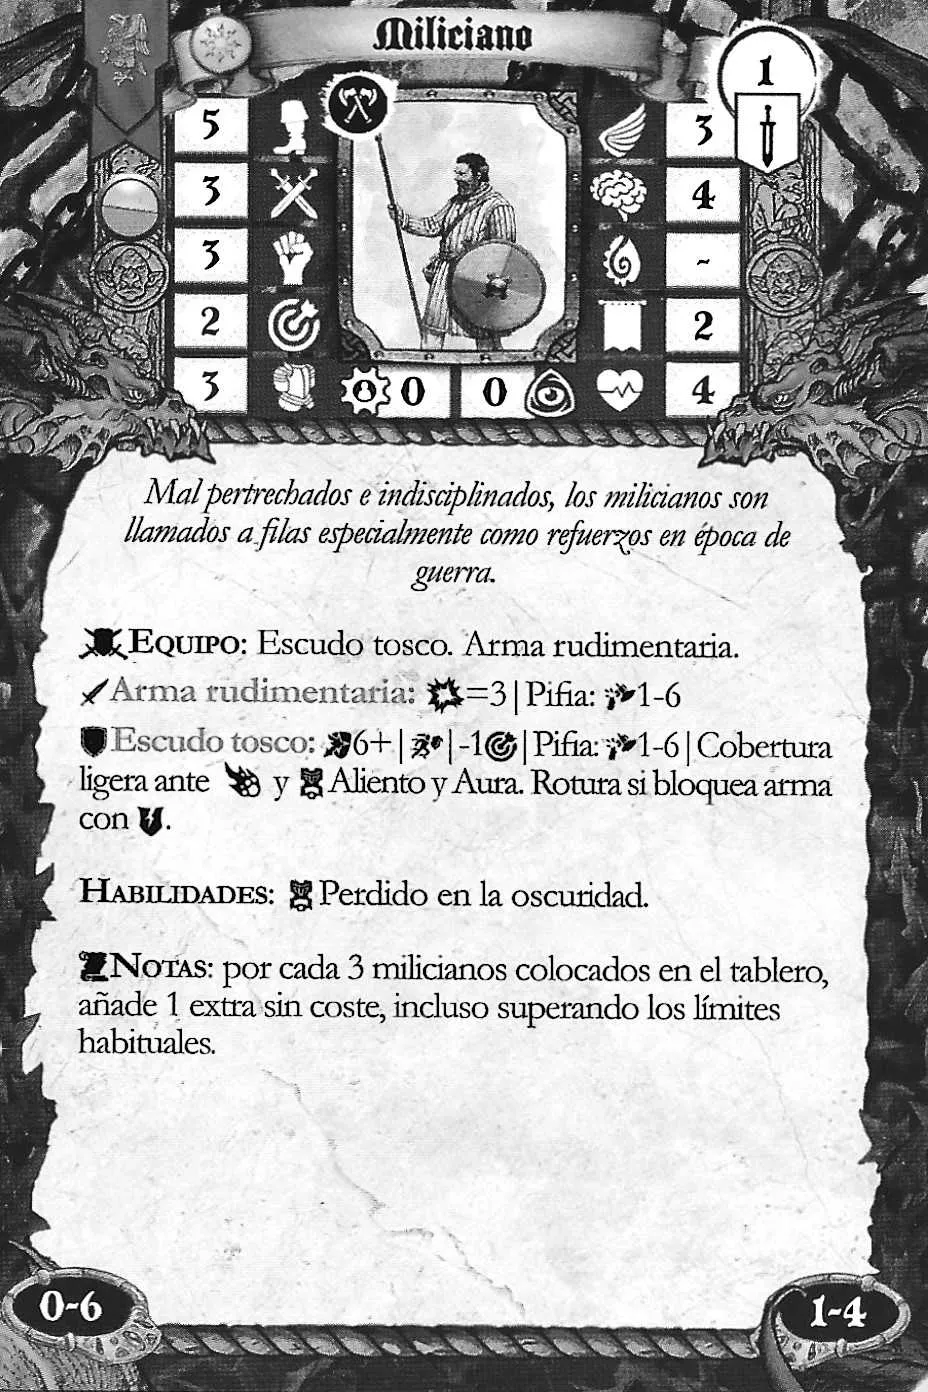 Miliciano
1
5
3
3
2
3
3
4
-
2
4
0
0
Mal pertrechados e indisciplinados, los milicianos son
llamados a filas especialmente como refuerzos en época de
guerra.
EQUIPO: Escudo tosco. Arma rudimentaria.
Arma rudimentaria: =3 | Pifia: 1-6
Escudo tosco: 6+ | | -1 | Pifia: 1-6 | Cobertura
ligera ante y Aliento y Aura. Rotura si bloquea arma
con .
HABILIDADES: Perdido en la oscuridad.
NOTAS: por cada 3 milicianos colocados en el tablero,
añade 1 extra sin coste, incluso superando los límites
habituales.
0-6
1-4